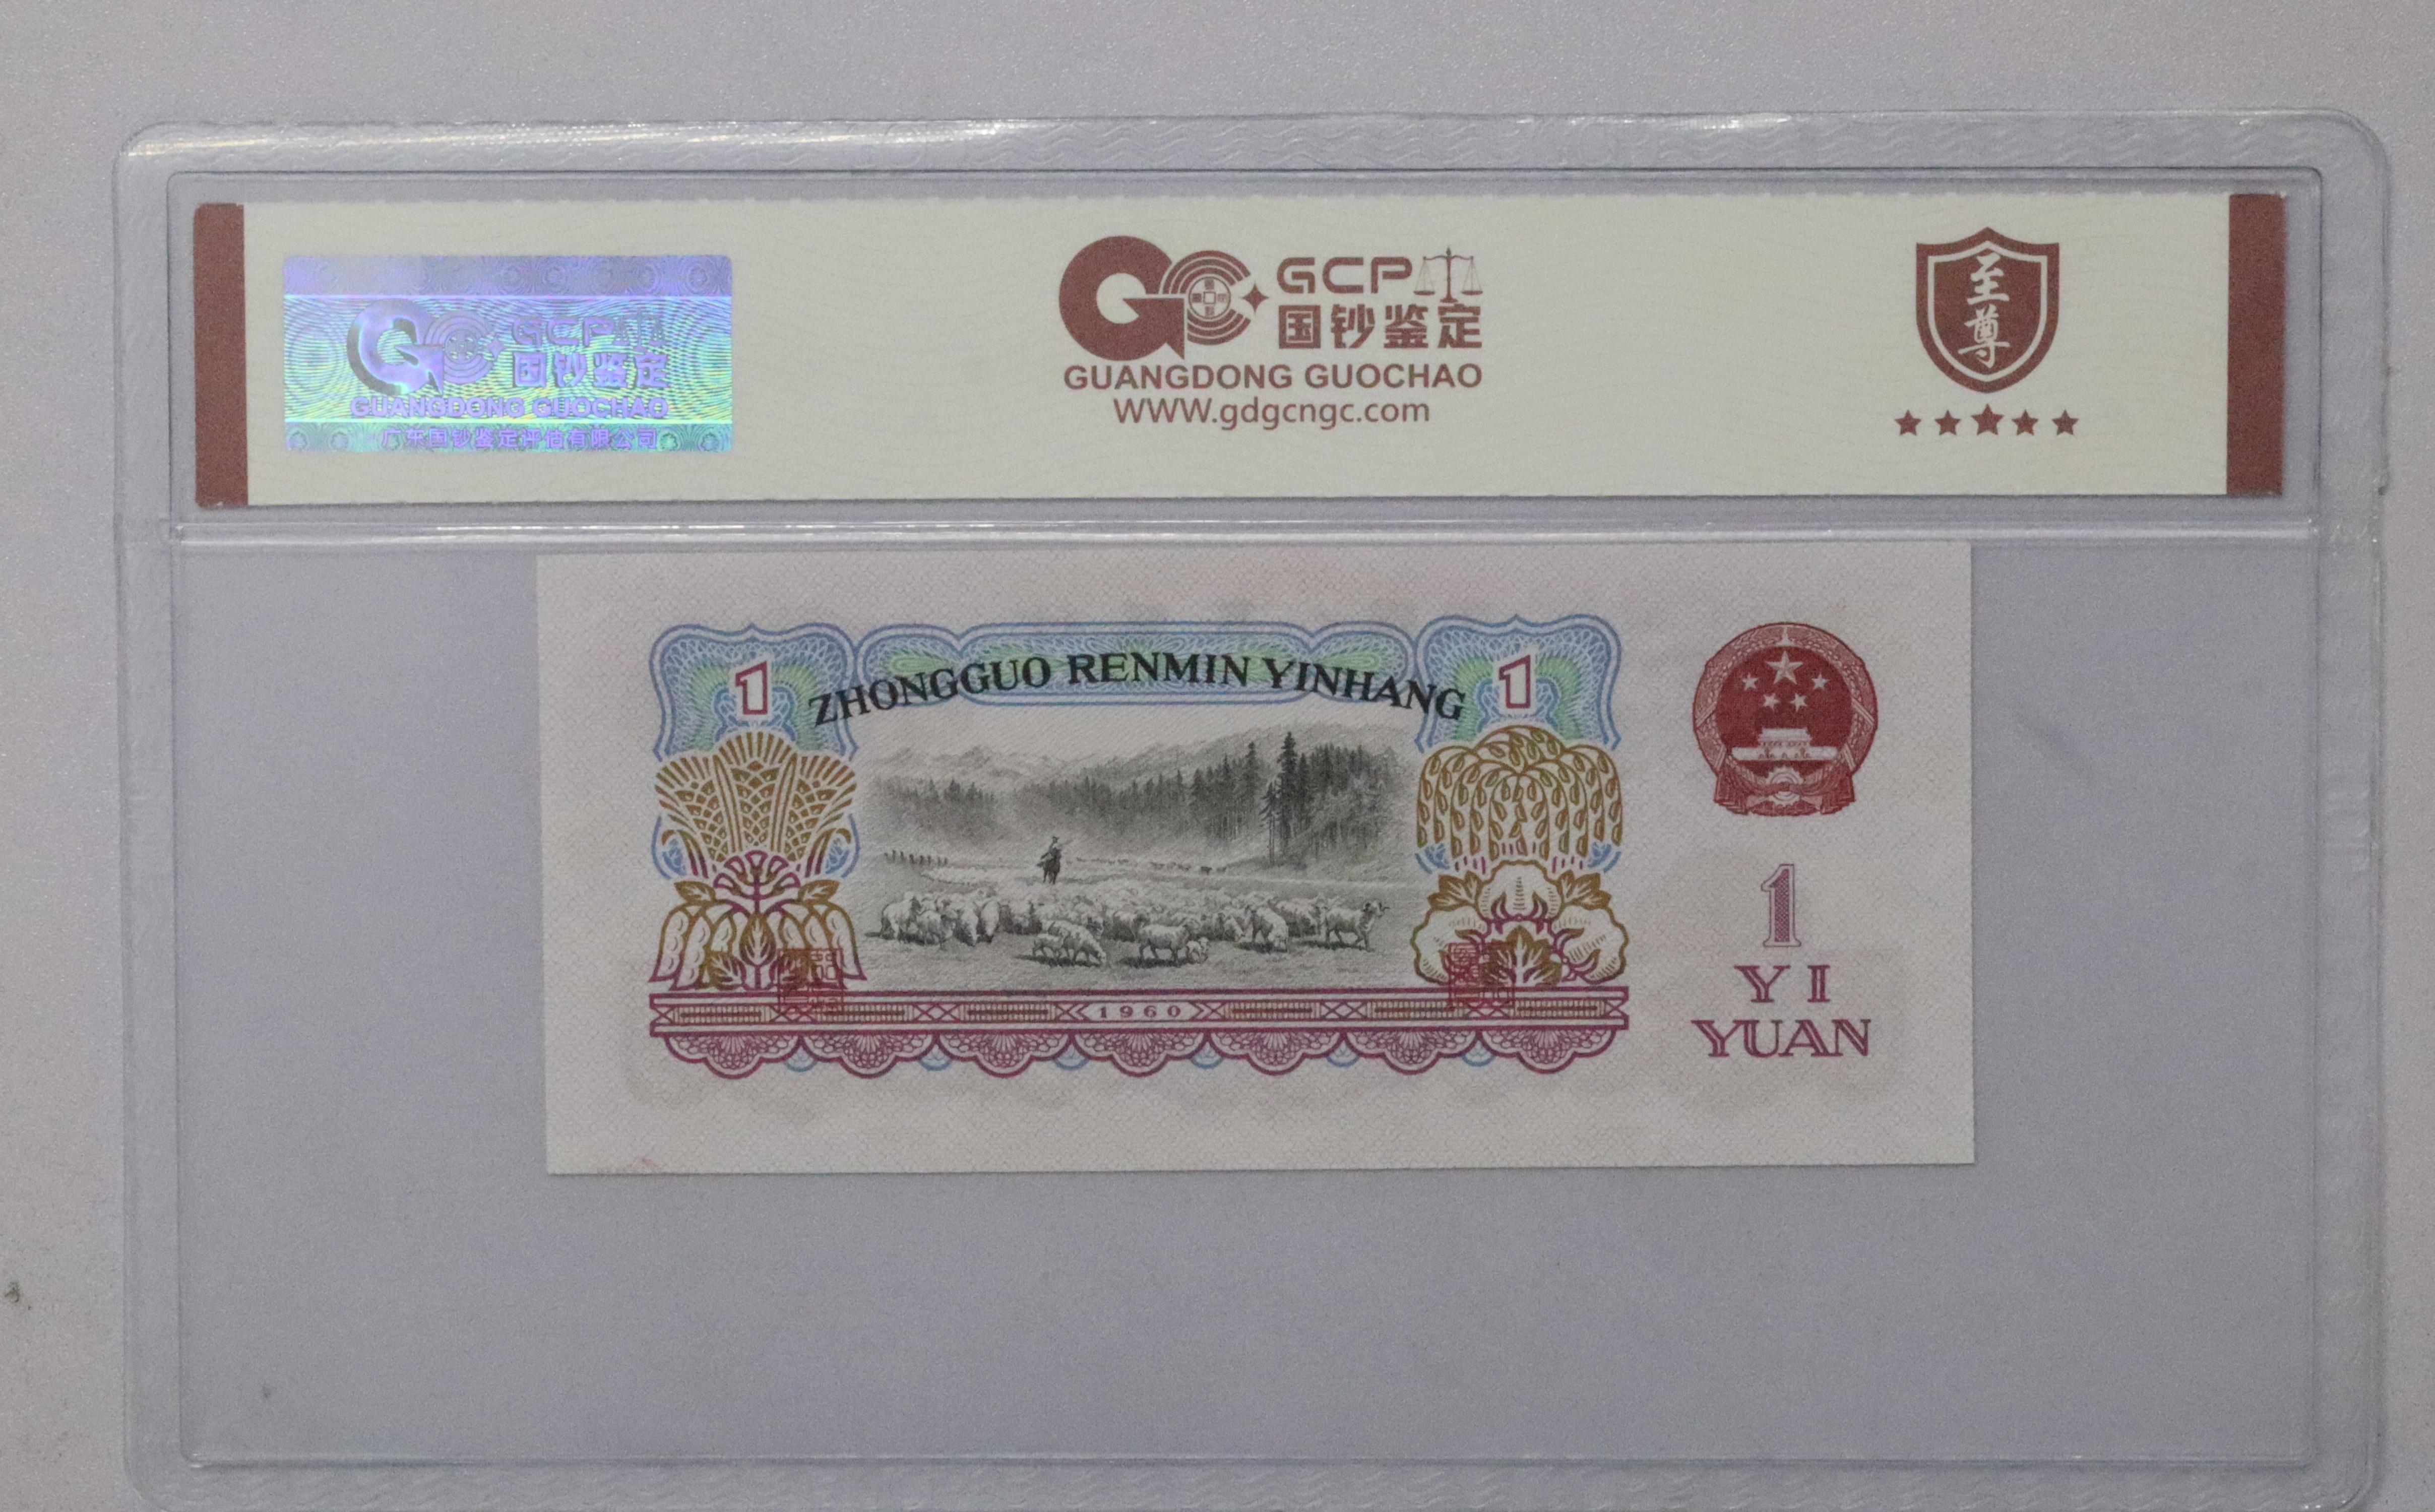 GCP
国钞鉴定
GUANGDONG GUOCHAO
广东国钞鉴定评估有限公司
GCP
国钞鉴定
GUANGDONG GUOCHAO
WWW.gdgcngc.com
至尊
1 ZHONGGUO RENMIN YINHANG 1
1960
1
YI
YUAN